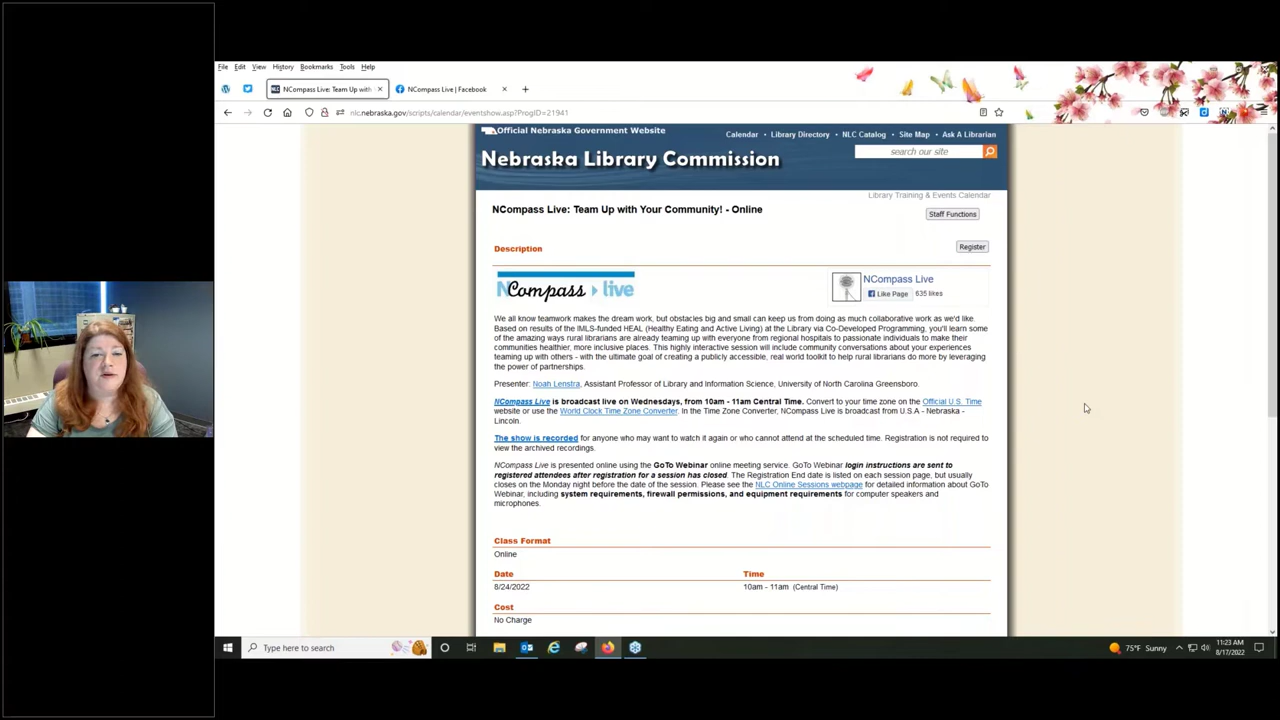 File Edit View History Bookmarks Tools Help
NCompass Live: Team Up with × NCompass Live | Facebook × +
nlc.nebraska.gov/scripts/calendar/eventshow.asp?ProgID=21941
Official Nebraska Government Website
Calendar • Library Directory • NLC Catalog • Site Map • Ask A Librarian
Nebraska Library Commission
search our site
Library Training & Events Calendar
NCompass Live: Team Up with Your Community! - Online
Staff Functions
Description
Register
NCompass live
NCompass Live
Like Page 635 likes
We all know teamwork makes the dream work, but obstacles big and small can keep us from doing as much collaborative work as we'd like.
Based on results of the IMLS-funded HEAL (Healthy Eating and Active Living) at the Library via Co-Developed Programming, you'll learn some
of the amazing ways rural librarians are already teaming up with everyone from regional hospitals to passionate individuals to make their
communities healthier, more inclusive places. This highly interactive session will include community conversations about your experiences
teaming up with others - with the ultimate goal of creating a publicly accessible, real world toolkit to help rural librarians do more by leveraging
the power of partnerships.
Presenter: Noah Lenstra, Assistant Professor of Library and Information Science, University of North Carolina Greensboro.
NCompass Live is broadcast live on Wednesdays, from 10am - 11am Central Time. Convert to your time zone on the Official U.S. Time
website or use the World Clock Time Zone Converter. In the Time Zone Converter, NCompass Live is broadcast from U.S.A - Nebraska -
Lincoln.
The show is recorded for anyone who may want to watch it again or who cannot attend at the scheduled time. Registration is not required to
view the archived recordings.
NCompass Live is presented online using the GoTo Webinar online meeting service. GoTo Webinar login instructions are sent to
registered attendees after registration for a session has closed. The Registration End date is listed on each session page, but usually
closes on the Monday night before the date of the session. Please see the NLC Online Sessions webpage for detailed information about GoTo
Webinar, including system requirements, firewall permissions, and equipment requirements for computer speakers and
microphones.
Class Format
Online
Date Time
8/24/2022 10am - 11am (Central Time)
Cost
No Charge
Type here to search
75°F Sunny
11:23 AM
8/17/2022